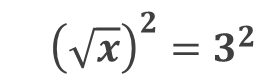 (√x)² = 3²